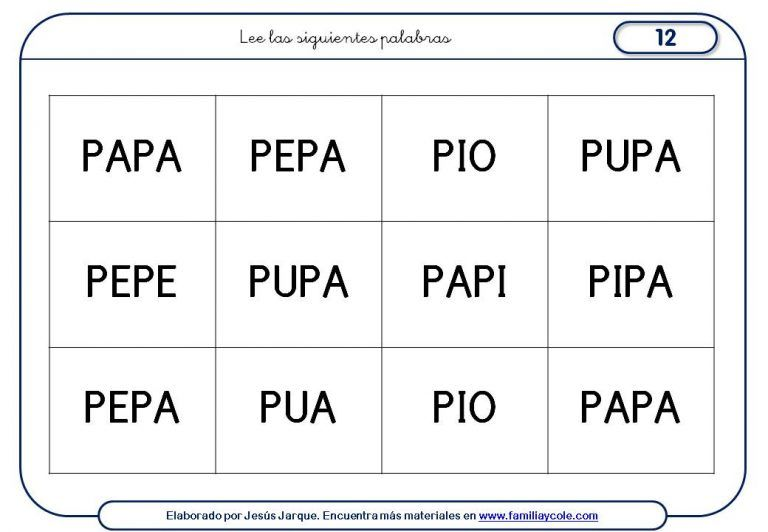 Lee las siguientes palabras
12
PAPA PEPA PIO PUPA
PEPE PUPA PAPI PIPA
PEPA PUA PIO PAPA
Elaborado por Jesús Jarque. Encuentra más materiales en www.familiaycole.com